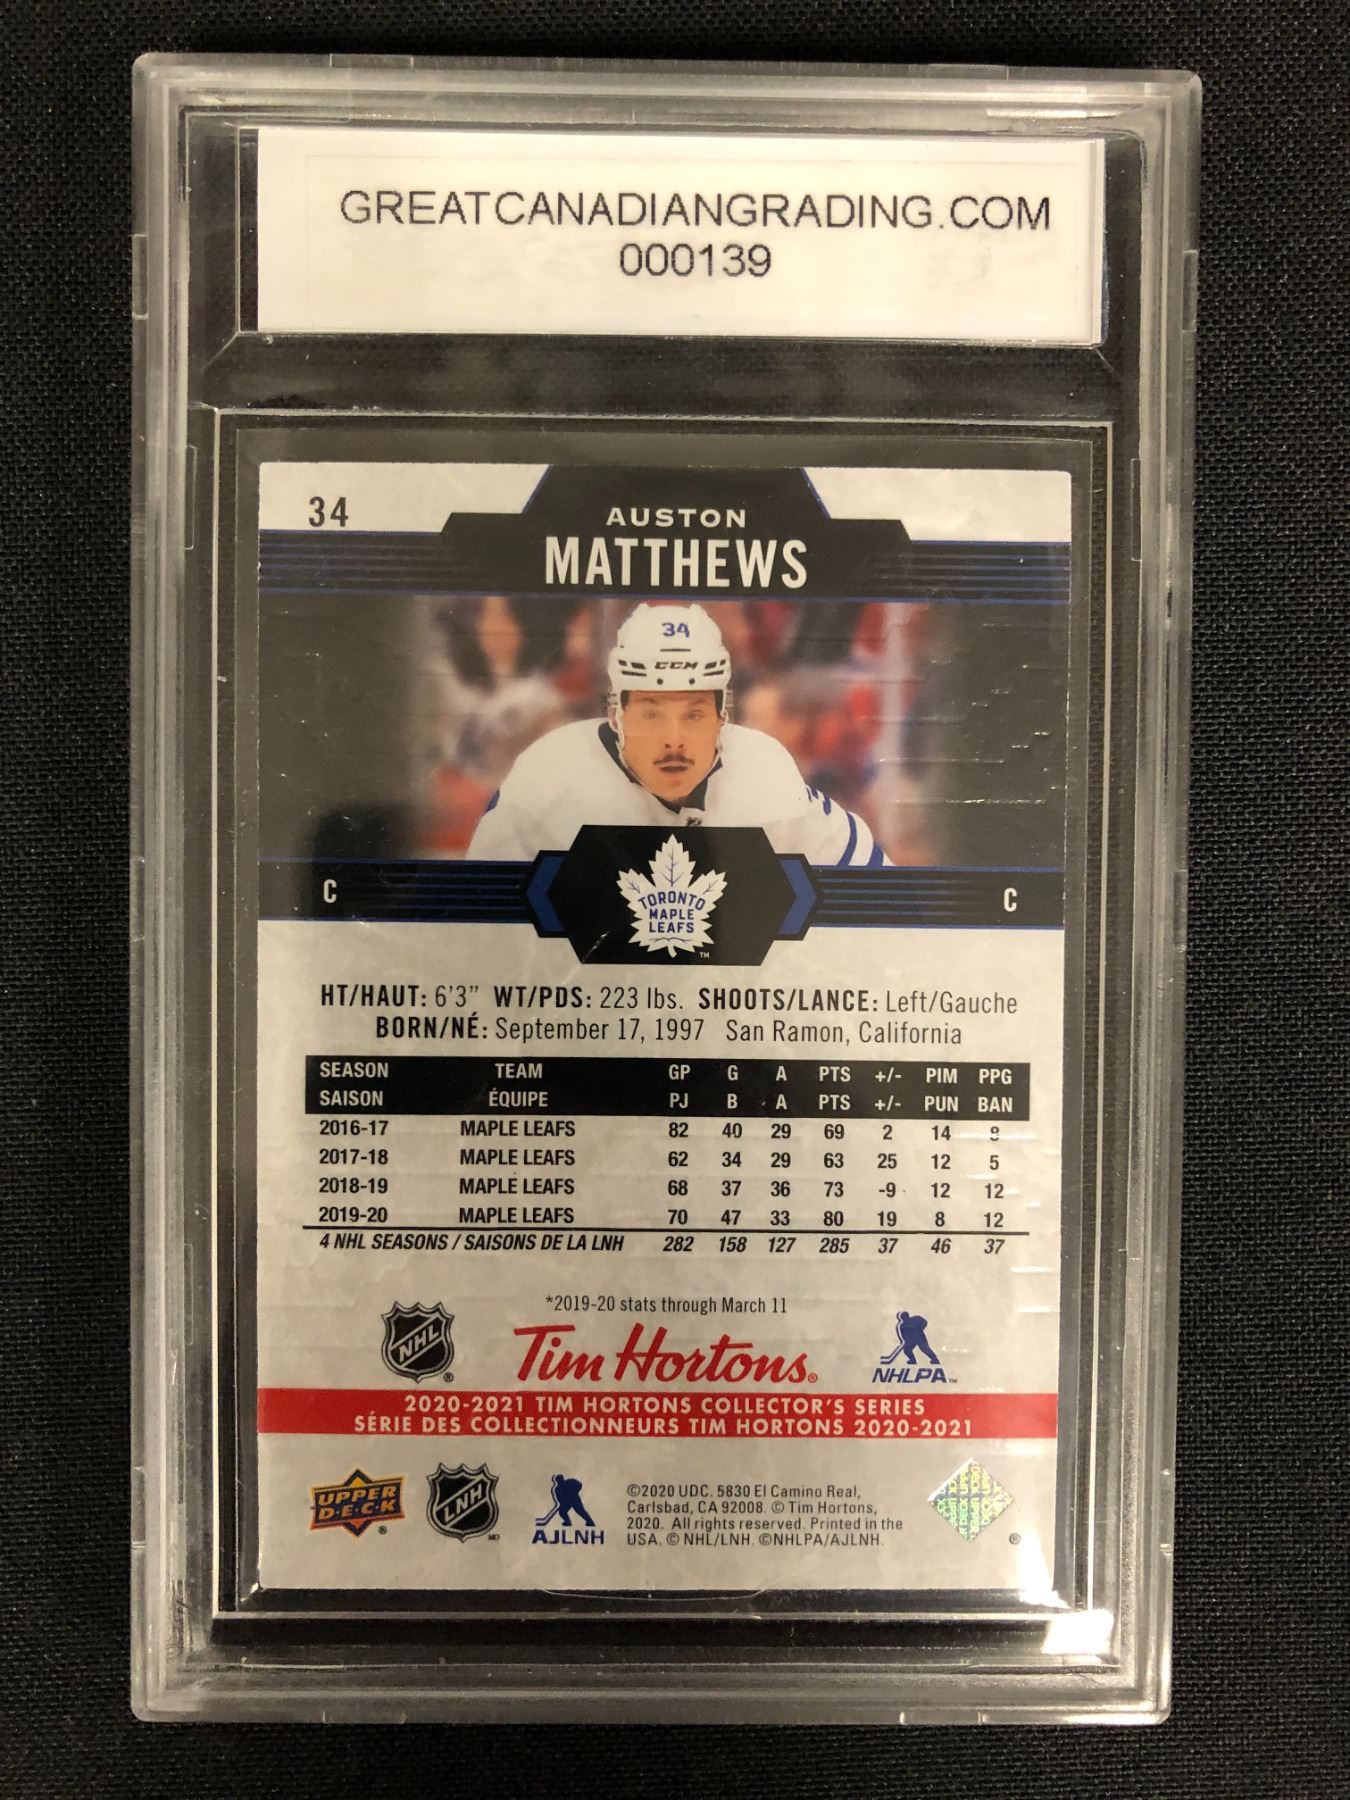 GREATCANADIANGRADING.COM
000139
34
AUSTON
MATTHEWS
34
CCM
C
TORONTO
MAPLE
LEAFS
TM
C
HT/HAUT: 6'3" WT/PDS: 223 lbs. SHOOTS/LANCE: Left/Gauche
BORN/NÉ: September 17, 1997 San Ramon, California
SEASON TEAM GP G A PTS +/- PIM PPG
SAISON ÉQUIPE PJ B A PTS +/- PUN BAN
2016-17 MAPLE LEAFS 82 40 29 69 2 14 8
2017-18 MAPLE LEAFS 62 34 29 63 25 12 5
2018-19 MAPLE LEAFS 68 37 36 73 -9 12 12
2019-20 MAPLE LEAFS 70 47 33 80 19 8 12
4 NHL SEASONS / SAISONS DE LA LNH 282 158 127 285 37 46 37
*2019-20 stats through March 11
NHL ®
Tim Hortons®
NHLPA™
2020-2021 TIM HORTONS COLLECTOR'S SERIES
SÉRIE DES COLLECTIONNEURS TIM HORTONS 2020-2021
UPPER
D·E·C·K
®
LNH
MD
AJLNH
©2020 UDC. 5830 El Camino Real,
Carlsbad, CA 92008. © Tim Hortons,
2020. All rights reserved. Printed in the
USA. © NHL/LNH. ©NHLPA/AJLNH.
UPPER DECK
®